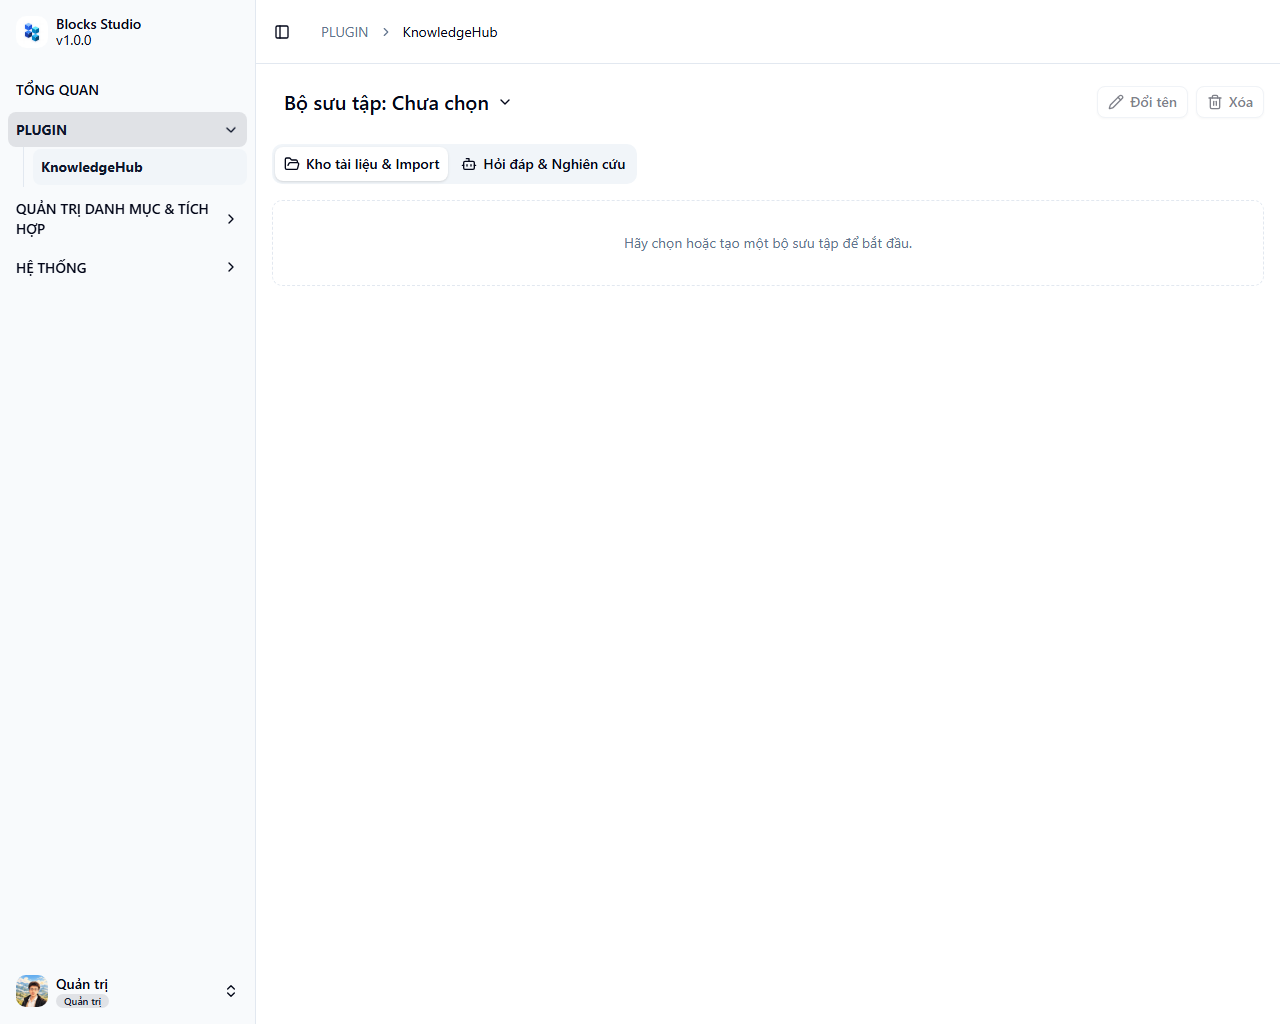 Blocks Studio
v1.0.0
TỔNG QUAN
PLUGIN
KnowledgeHub
QUẢN TRỊ DANH MỤC & TÍCH
HỢP
HỆ THỐNG
Quản trị
Quản trị
PLUGIN
KnowledgeHub
Bộ sưu tập: Chưa chọn
Đổi tên
Xóa
Kho tài liệu & Import
Hỏi đáp & Nghiên cứu
Hãy chọn hoặc tạo một bộ sưu tập để bắt đầu.